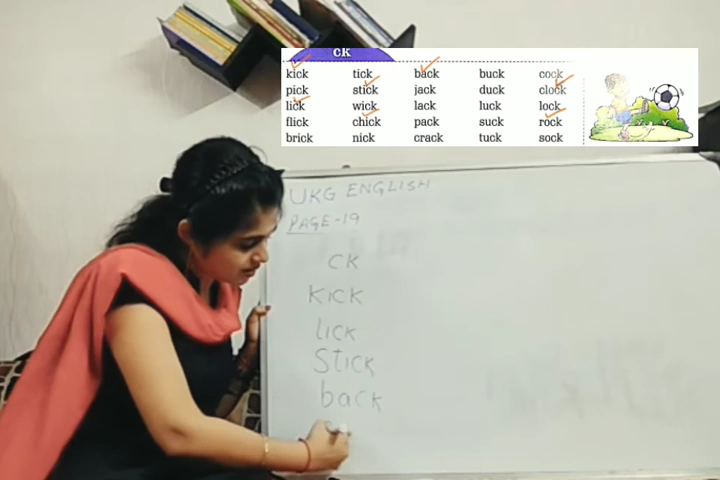 ck
kick tick back buck cock
pick stick jack duck clock
lick wick lack luck lock
flick chick pack suck rock
brick nick crack tuck sock
UKG ENGLISH
PAGE-19
CK
KICK
lICK
StICK
back